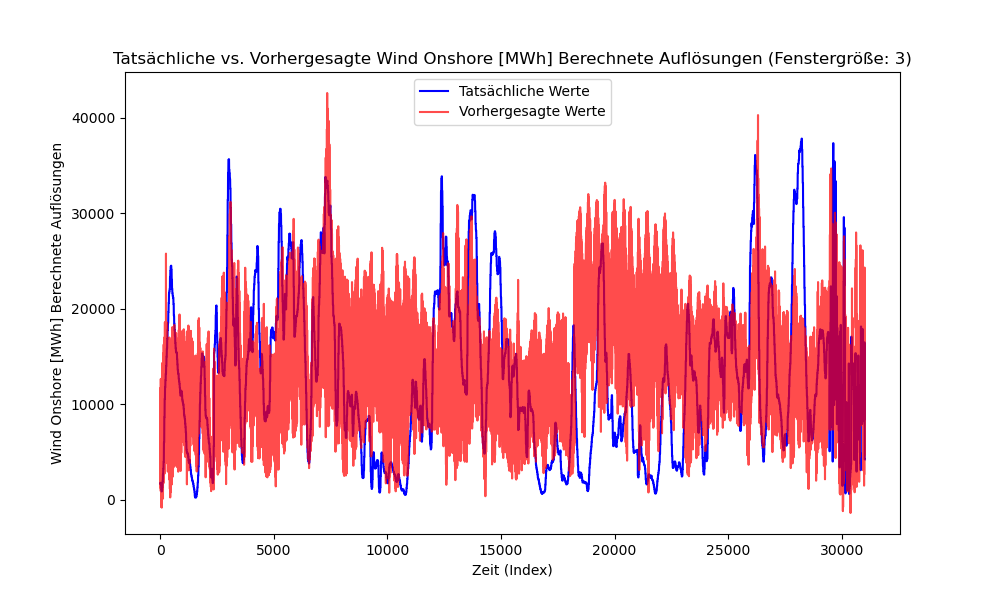 Tatsächliche vs. Vorhergesagte Wind Onshore [MWh] Berechnete Auflösungen (Fenstergröße: 3)
Tatsächliche Werte
Vorhergesagte Werte
Wind Onshore [MWh] Berechnete Auflösungen
40000
30000
20000
10000
0
0 5000 10000 15000 20000 25000 30000
Zeit (Index)